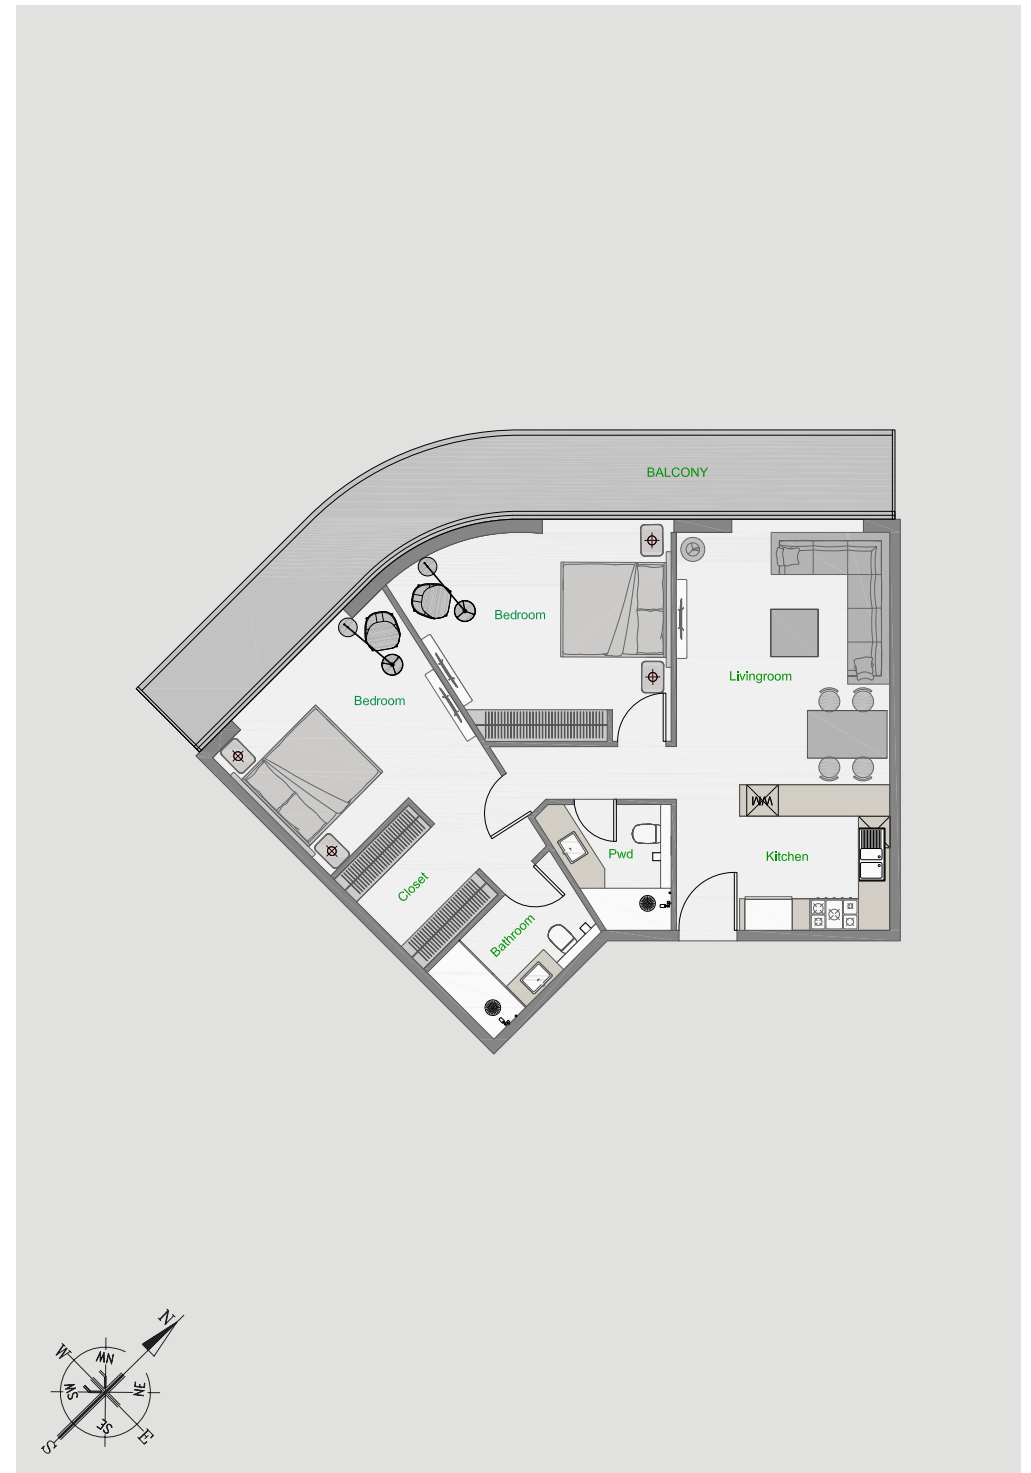 BALCONY
Bedroom
Livingroom
Bedroom
WM
Pwd
Kitchen
Closet
Bathroom
N
W
NW
SW
NE
SE
S
E